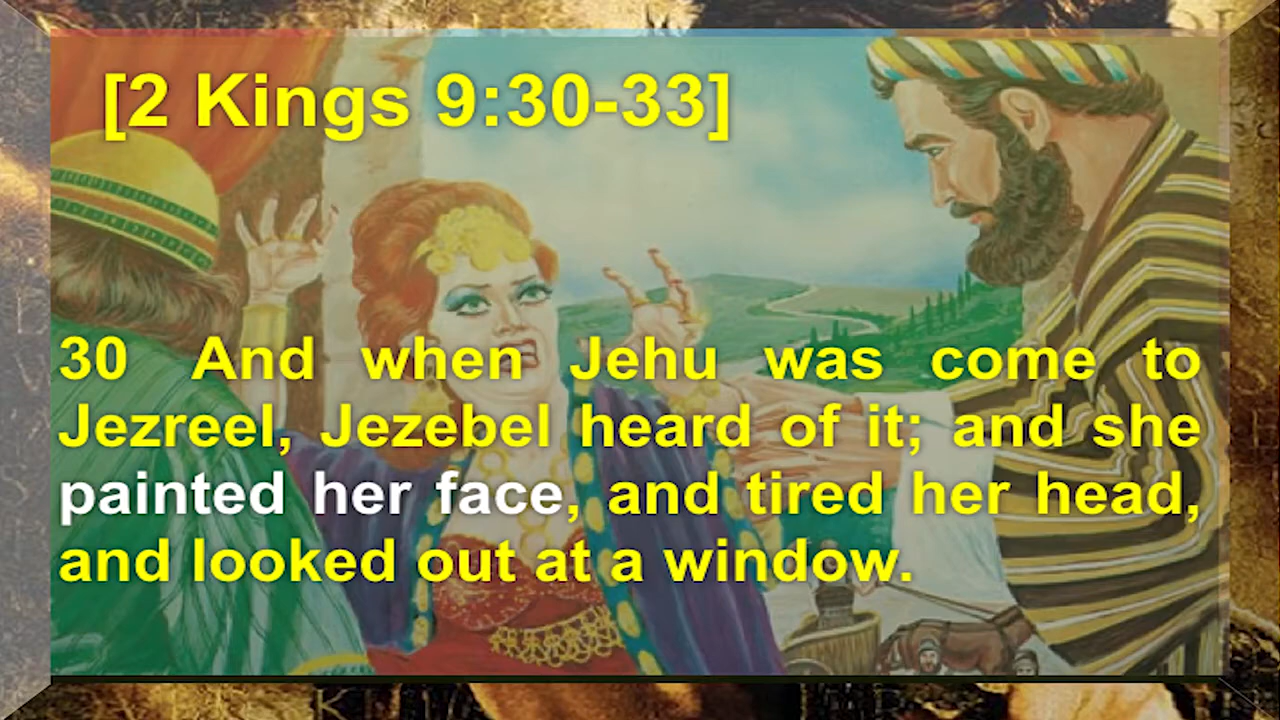 [2 Kings 9:30-33]
30 And when Jehu was come to
Jezreel, Jezebel heard of it; and she
painted her face, and tired her head,
and looked out at a window.